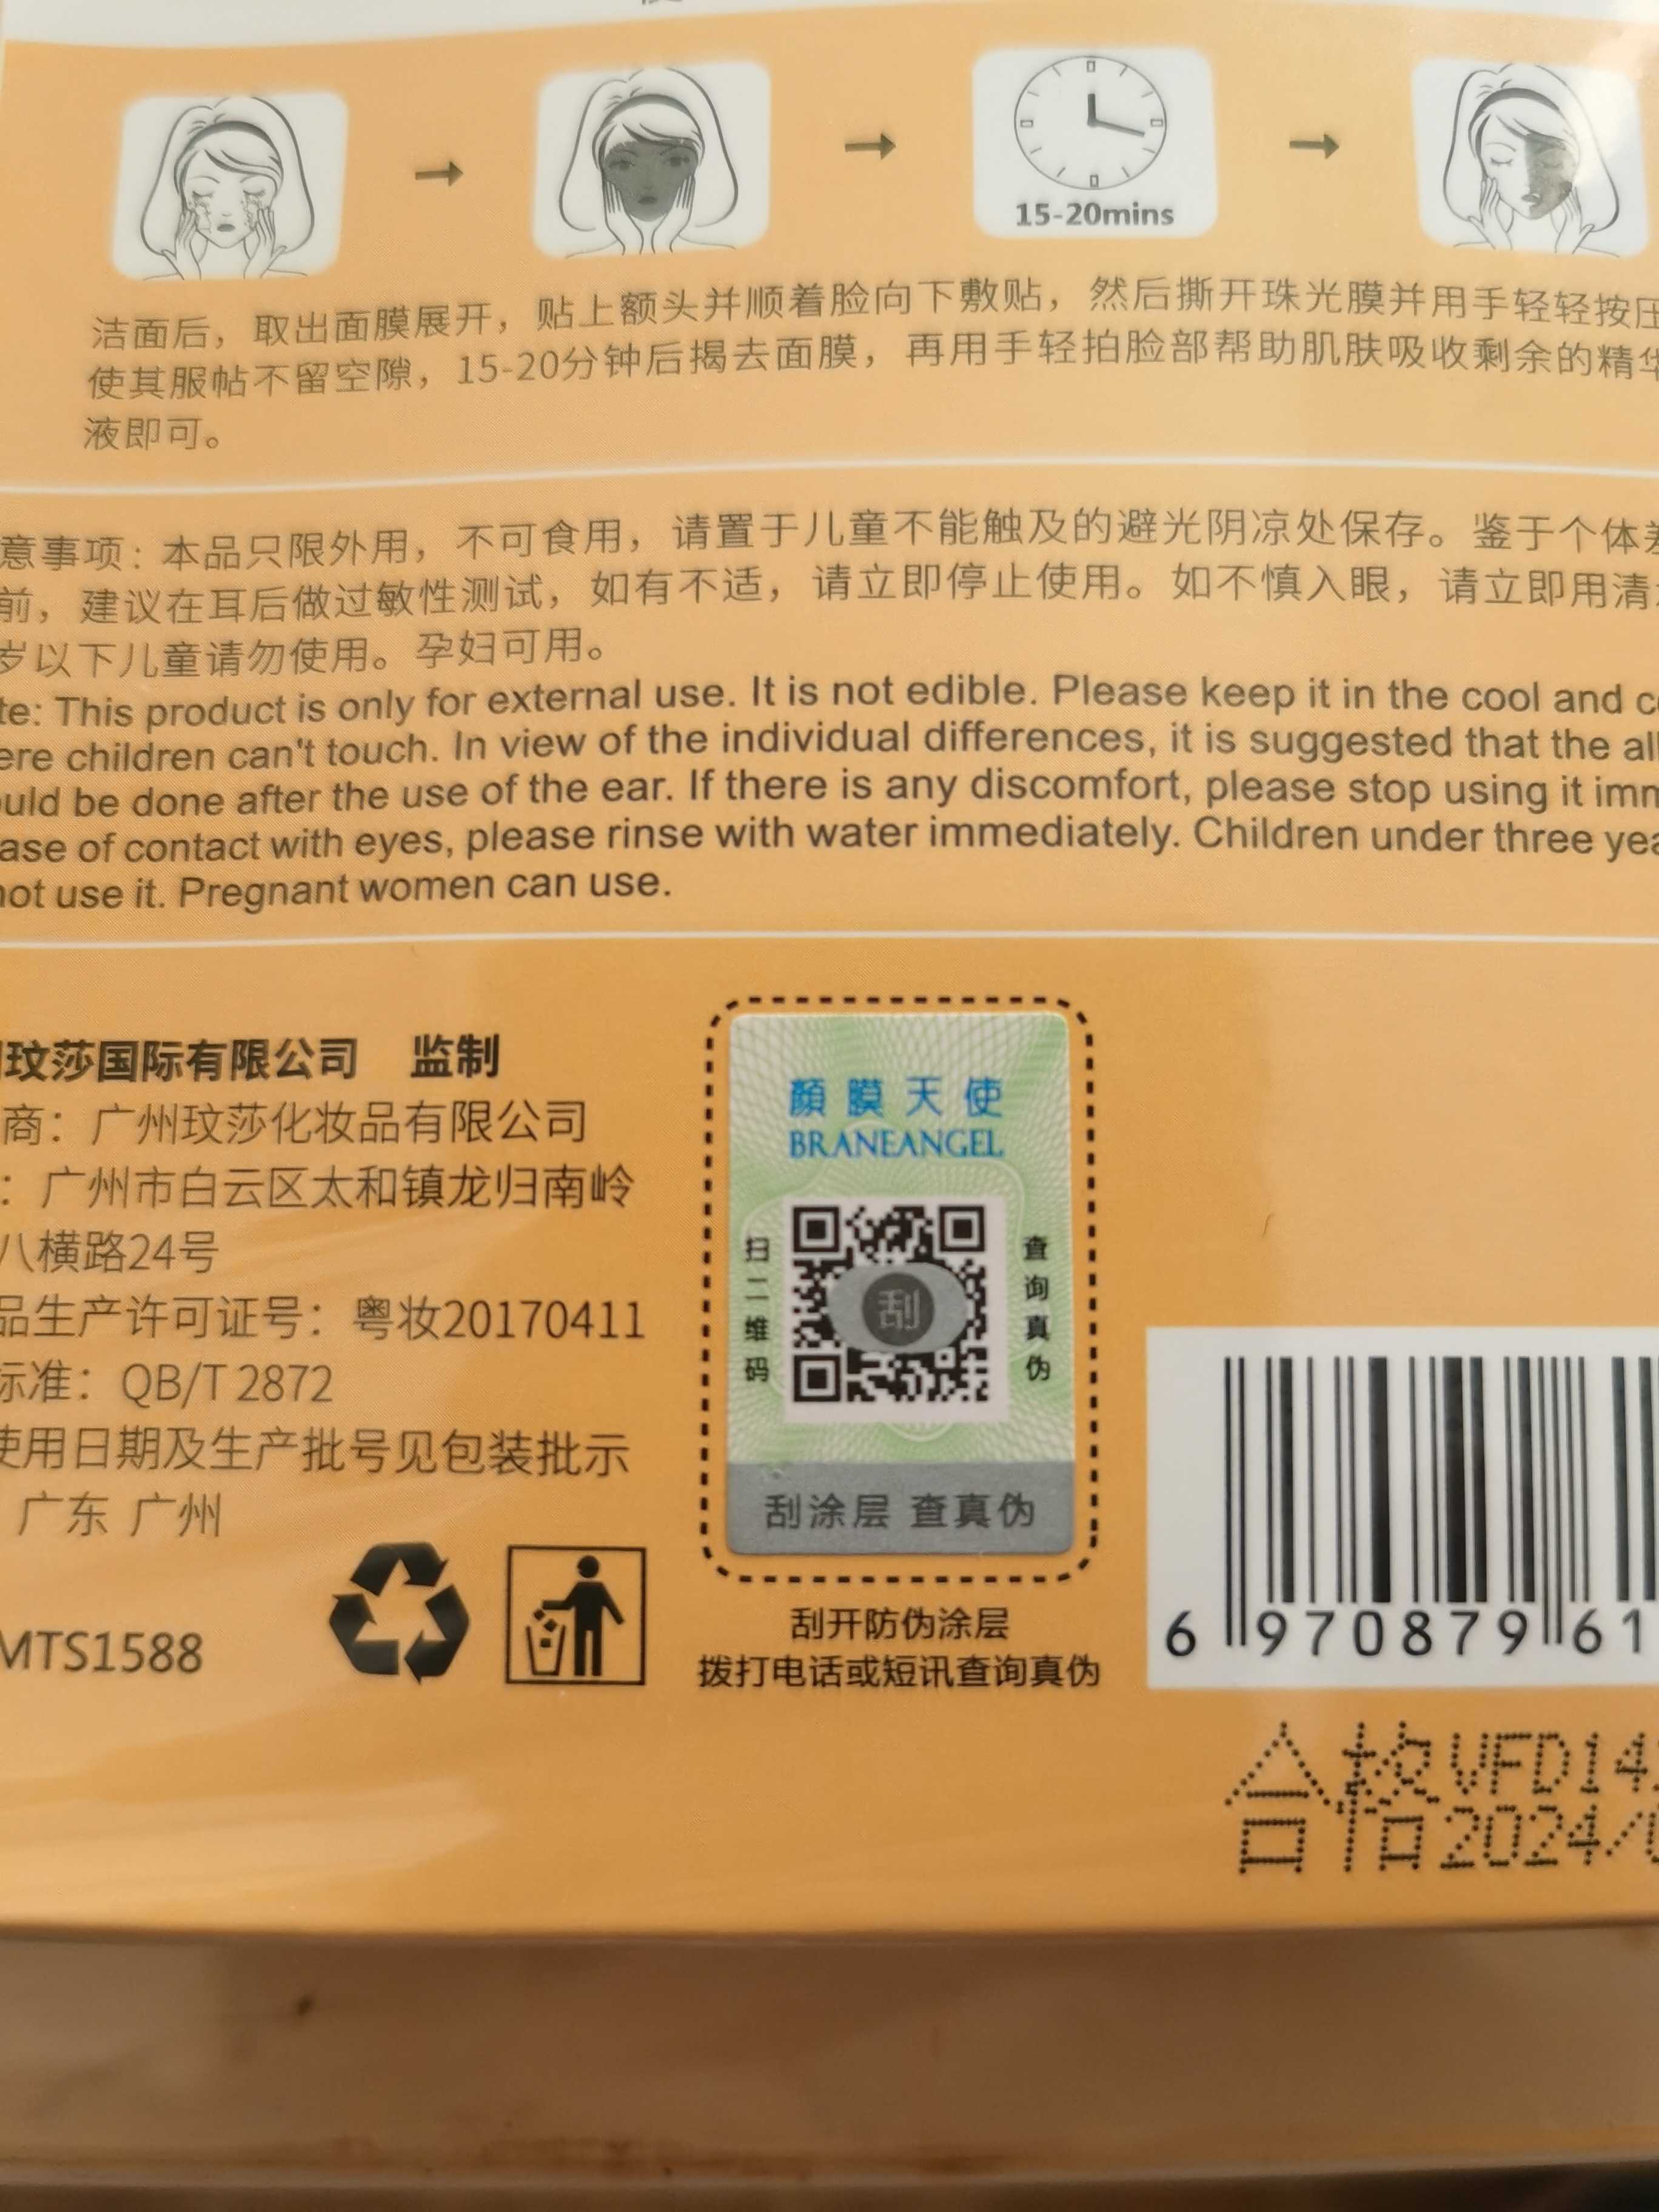 15-20mins
洁面后，取出面膜展开，贴上额头并顺着脸向下敷贴，然后撕开珠光膜并用手轻轻按压
使其服帖不留空隙，15-20分钟后揭去面膜，再用手轻拍脸部帮助肌肤吸收剩余的精华
液即可。
意事项：本品只限外用，不可食用，请置于儿童不能触及的避光阴凉处保存。鉴于个体差
前，建议在耳后做过敏性测试，如有不适，请立即停止使用。如不慎入眼，请立即用清
岁以下儿童请勿使用。孕妇可用。
te: This product is only for external use. It is not edible. Please keep it in the cool and c
ere children can't touch. In view of the individual differences, it is suggested that the all
ould be done after the use of the ear. If there is any discomfort, please stop using it imm
ase of contact with eyes, please rinse with water immediately. Children under three yea
not use it. Pregnant women can use.
玟莎国际有限公司 监制
商：广州玟莎化妆品有限公司
：广州市白云区太和镇龙归南岭
八横路24号
品生产许可证号：粤妆20170411
标准：QB/T 2872
使用日期及生产批号见包装批示
广东 广州
MTS1588
顏膜天使
BRANEANGEL
扫二维码
刮
查询真伪
刮涂层 查真伪
刮开防伪涂层
拨打电话或短讯查询真伪
6 970879 61
合格 VFD14
2024/